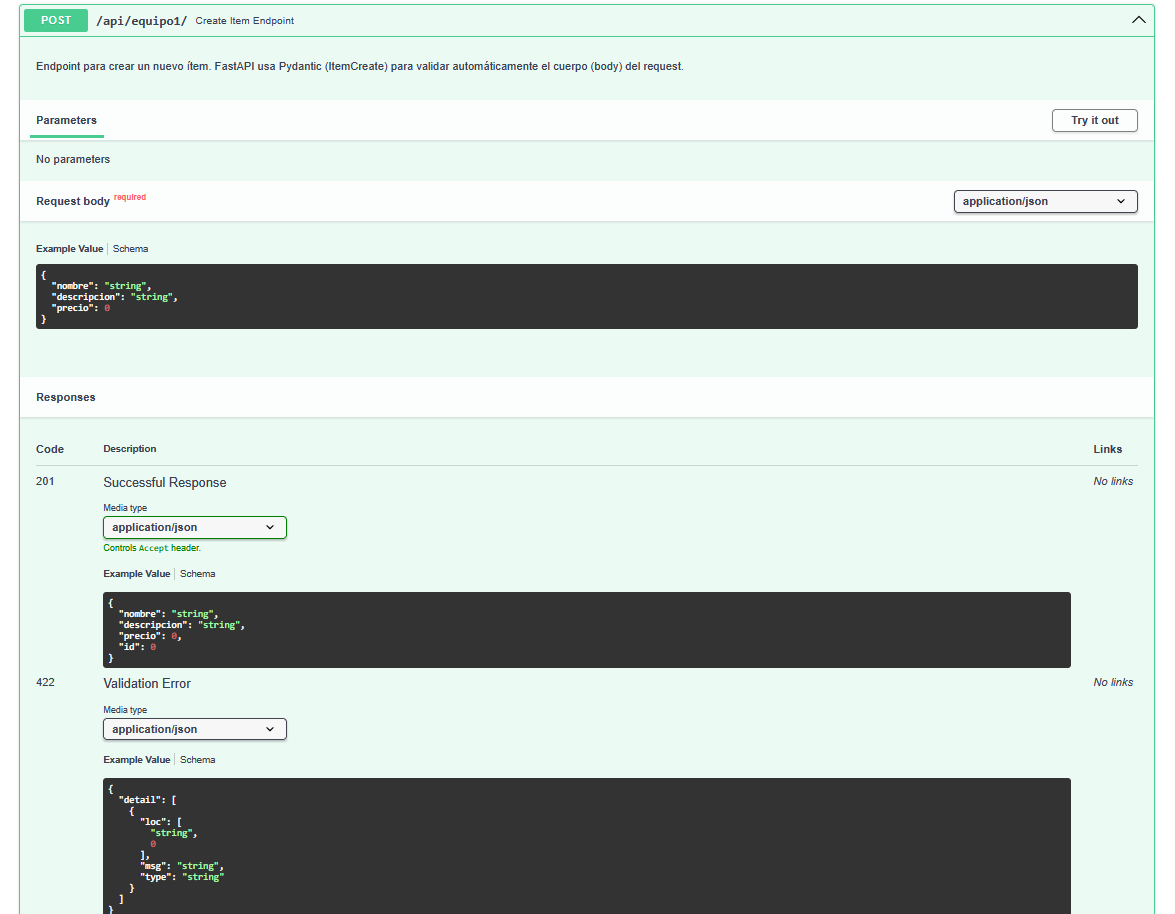 POST /api/equipo1/ Create Item Endpoint
Endpoint para crear un nuevo ítem. FastAPI usa Pydantic (ItemCreate) para validar automáticamente el cuerpo (body) del request.
Parameters Try it out
No parameters
Request body required application/json
Example Value Schema
{
  "nombre": "string",
  "descripcion": "string",
  "precio": 0
}
Responses
Code Description Links
201 Successful Response No links
Media type
application/json
Controls Accept header.
Example Value Schema
{
  "nombre": "string",
  "descripcion": "string",
  "precio": 0,
  "id": 0
}
422 Validation Error No links
Media type
application/json
Example Value Schema
{
  "detail": [
    {
      "loc": [
        "string",
        0
      ],
      "msg": "string",
      "type": "string"
    }
  ]
}